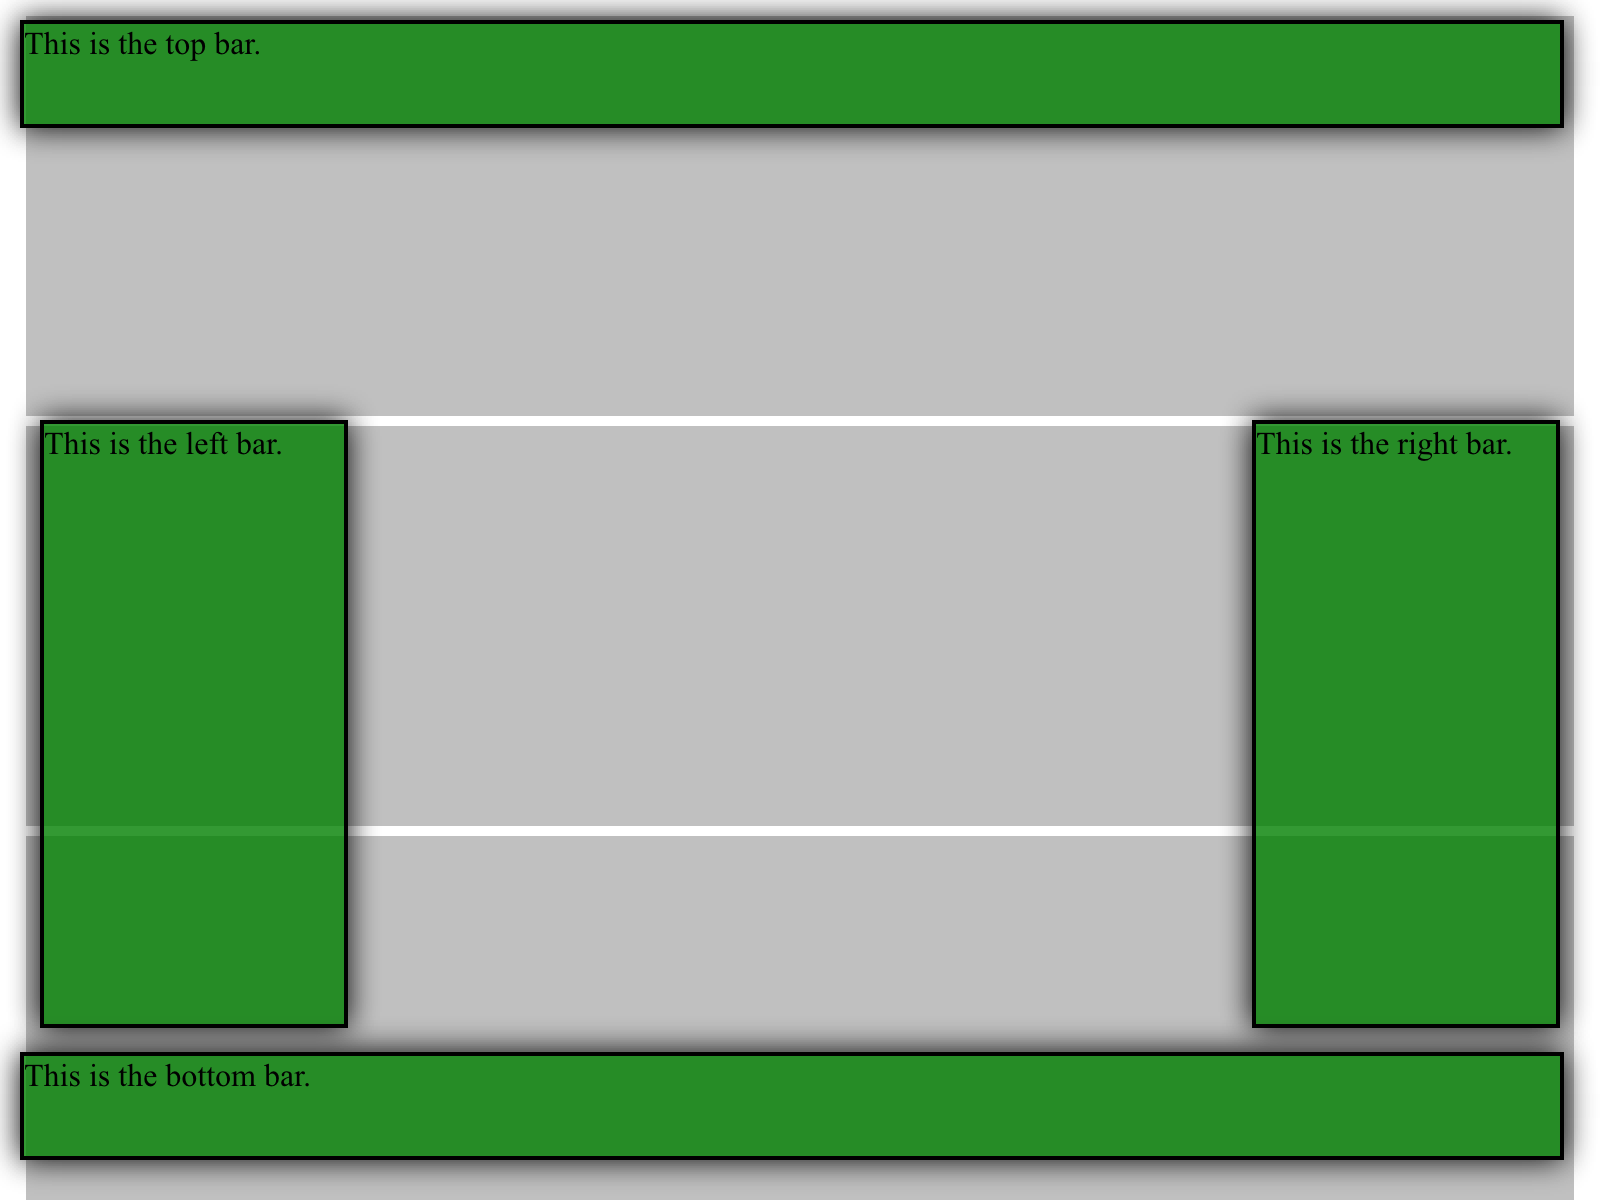 This is the top bar.
This is the left bar.
This is the right bar.
This is the bottom bar.